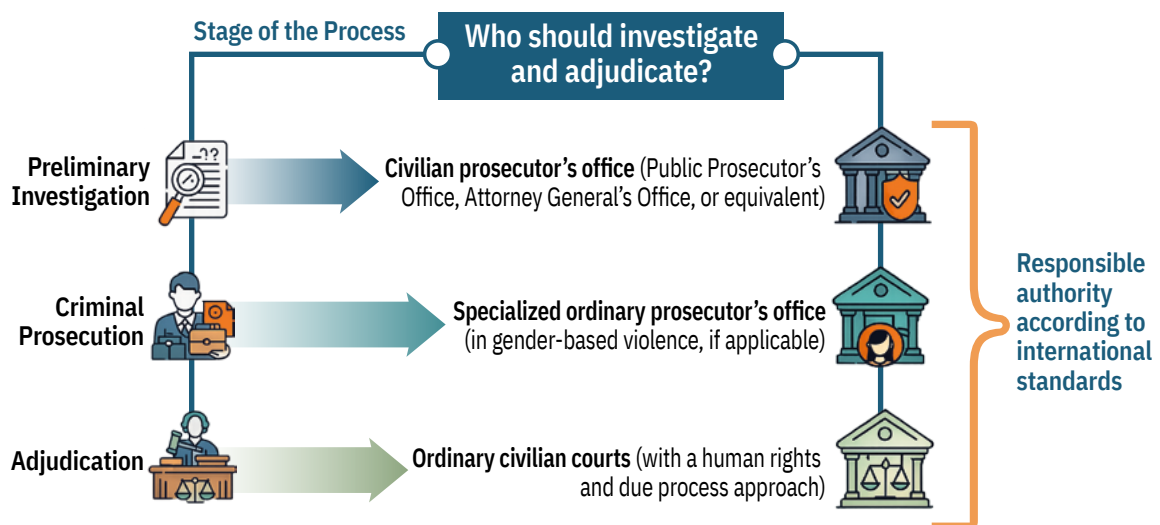 Stage of the Process
Who should investigate
and adjudicate?
Preliminary
Investigation
-??
Civilian prosecutor's office (Public Prosecutor's
Office, Attorney General's Office, or equivalent)
Criminal
Prosecution
Specialized ordinary prosecutor's office
(in gender-based violence, if applicable)
Adjudication
Ordinary civilian courts (with a human rights
and due process approach)
Responsible
authority
according to
international
standards